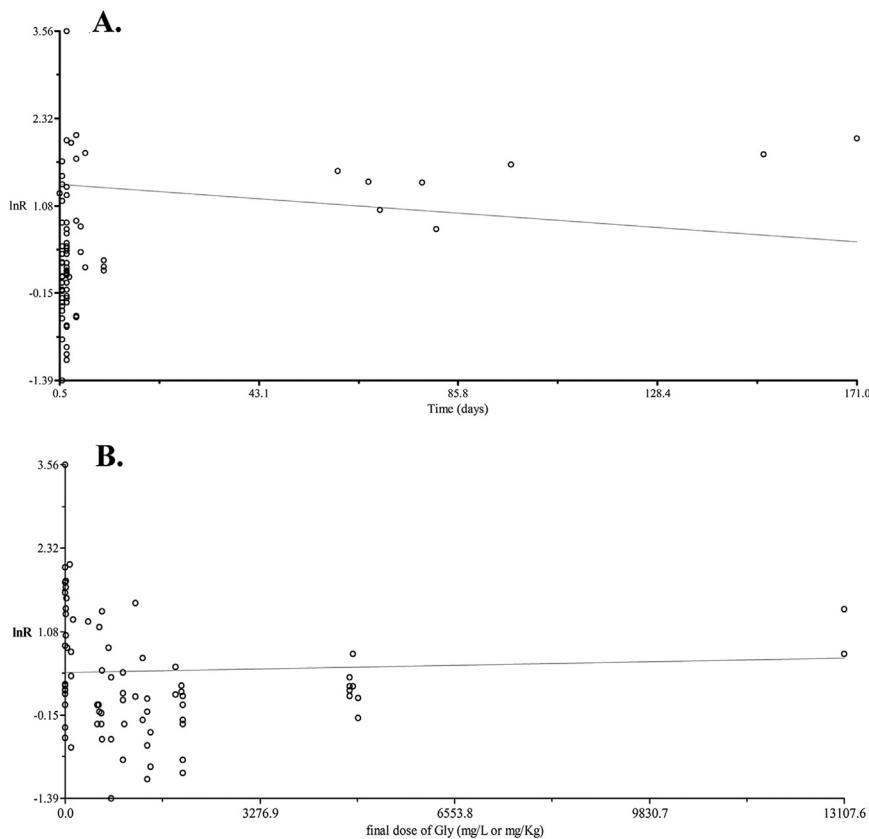 A.
3.56
2.32
lnR 1.08
-0.15
-1.39
0.5 43.1 85.8 128.4 171.0
Time (days)
B.
3.56
2.32
lnR 1.08
-0.15
-1.39
0.0 3276.9 6553.8 9830.7 13107.6
final dose of Gly (mg/L or mg/Kg)